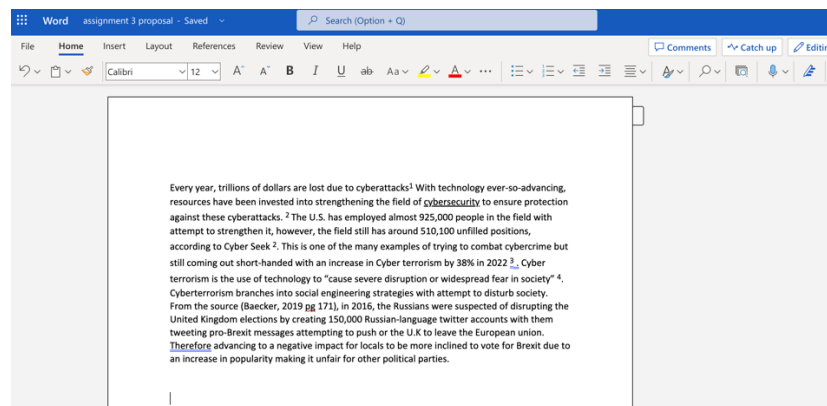 Word assignment 3 proposal - Saved Search (Option + Q)
File Home Insert Layout References Review View Help Comments Catch up Editin
Calibri 12 A A B I U ab Aa A
Every year, trillions of dollars are lost due to cyberattacks1 With technology ever-so-advancing,
resources have been invested into strengthening the field of cybersecurity to ensure protection
against these cyberattacks. 2 The U.S. has employed almost 925,000 people in the field with
attempt to strengthen it, however, the field still has around 510,100 unfilled positions,
according to Cyber Seek 2. This is one of the many examples of trying to combat cybercrime but
still coming out short-handed with an increase in Cyber terrorism by 38% in 2022 3 . Cyber
terrorism is the use of technology to “cause severe disruption or widespread fear in society” 4.
Cyberterrorism branches into social engineering strategies with attempt to disturb society.
From the source (Baecker, 2019 pg 171), in 2016, the Russians were suspected of disrupting the
United Kingdom elections by creating 150,000 Russian-language twitter accounts with them
tweeting pro-Brexit messages attempting to push or the U.K to leave the European union.
Therefore advancing to a negative impact for locals to be more inclined to vote for Brexit due to
an increase in popularity making it unfair for other political parties.